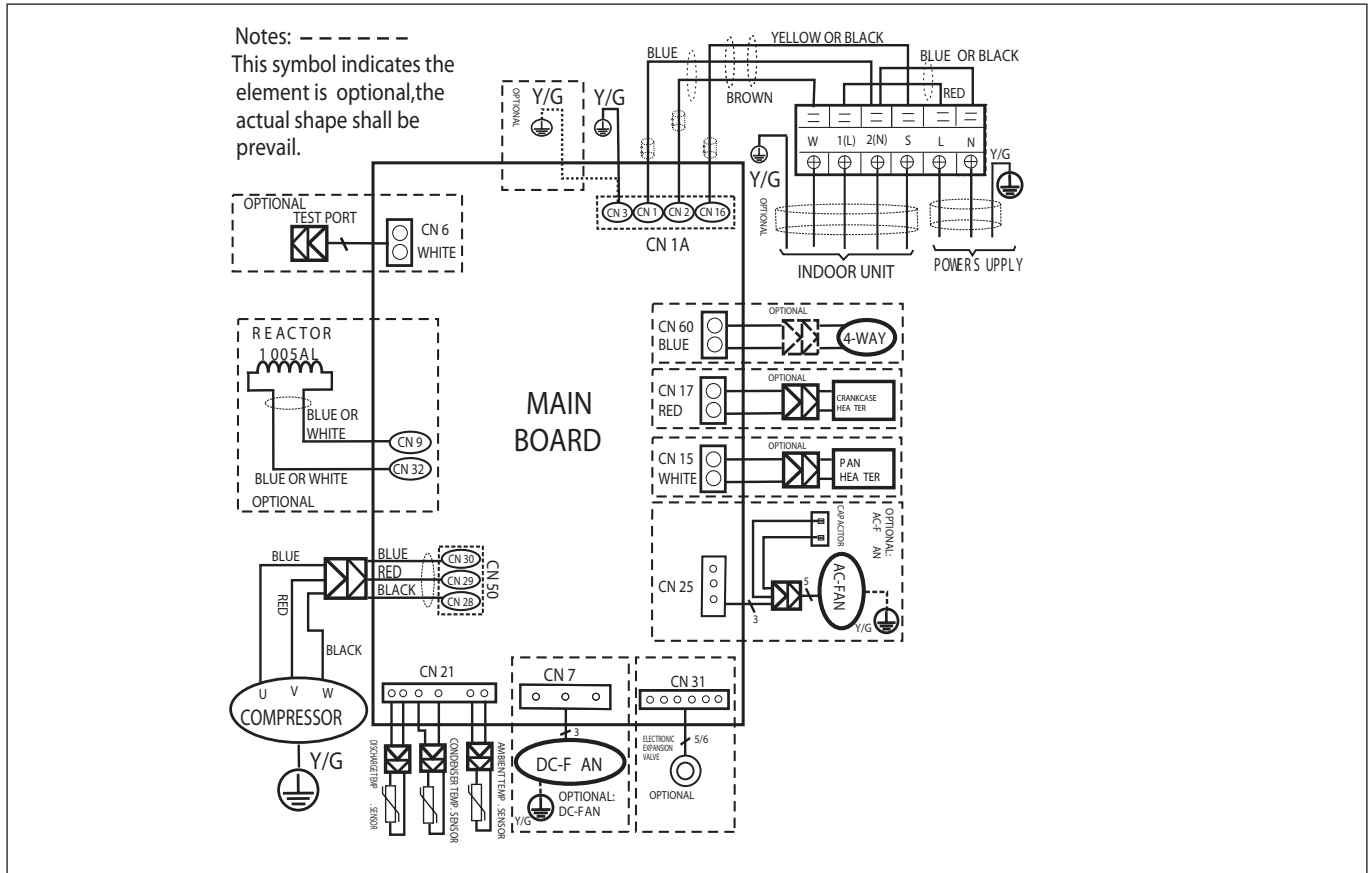 Notes: – – – – – –
This symbol indicates the
element is optional,the
actual shape shall be
prevail.
YELLOW OR BLACK
BLUE
BLUE OR BLACK
BROWN
RED
OPTIONAL
Y/G
Y/G
W 1(L) 2(N) S L N
Y/G
Y/G
OPTIONAL
INDOOR UNIT
POWER S UPPLY
CN 3 CN 1 CN 2 CN 16
CN 1A
OPTIONAL
TEST PORT
CN 6
WHITE
REACTOR
1 005AL
BLUE OR
WHITE
CN 9
CN 32
BLUE OR WHITE
OPTIONAL
MAIN
BOARD
CN 60
BLUE
OPTIONAL
4-WAY
CN 17
RED
OPTIONAL
CRANKCASE
HEA TER
CN 15
WHITE
OPTIONAL
PAN
HEA TER
CAPACITOR
OPTIONAL:
AC-F AN
CN 25
3
5
AC-FAN
Y/G
BLUE
RED
BLACK
BLUE
RED
BLACK
CN 30
CN 29
CN 28
CN 50
U V W
COMPRESSOR
Y/G
CN 21
DISCHARGETEMP . SENSOR
CONDENSER TEMP. SENSOR
AMBIENTTEMP . SENSOR
CN 7
3
DC-F AN
OPTIONAL:
DC-FAN
Y/G
CN 31
ELECTRONIC
EXPANSION
VALVE
5/6
OPTIONAL